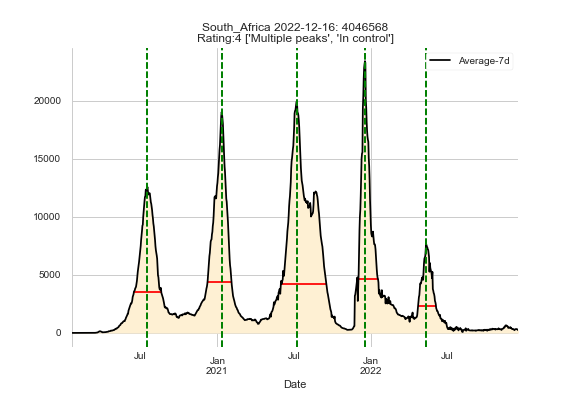 South_Africa 2022-12-16: 4046568
Rating:4 ['Multiple peaks', 'In control']
Average-7d
20000
15000
10000
5000
0
Jul
Jan
2021
Jul
Jan
2022
Jul
Date